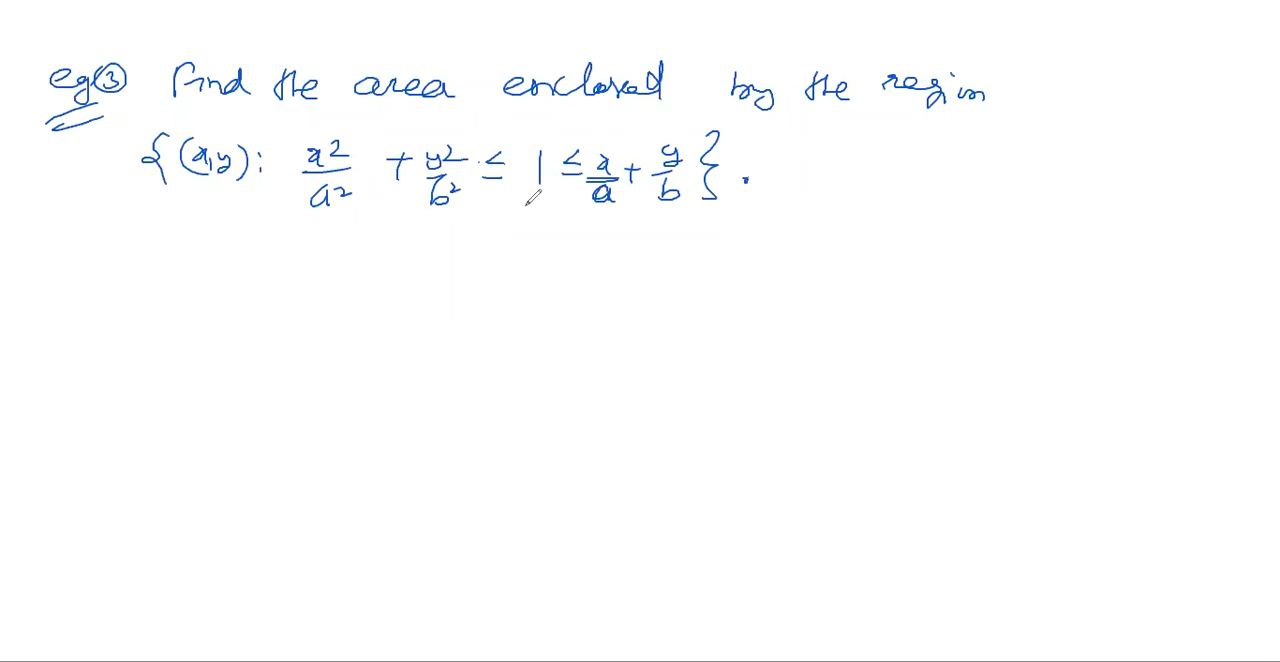 eg③ Find the area enclosed by the region
{(x,y): x²/a² + y²/b² ≤ 1 ≤ x/a + y/b}.